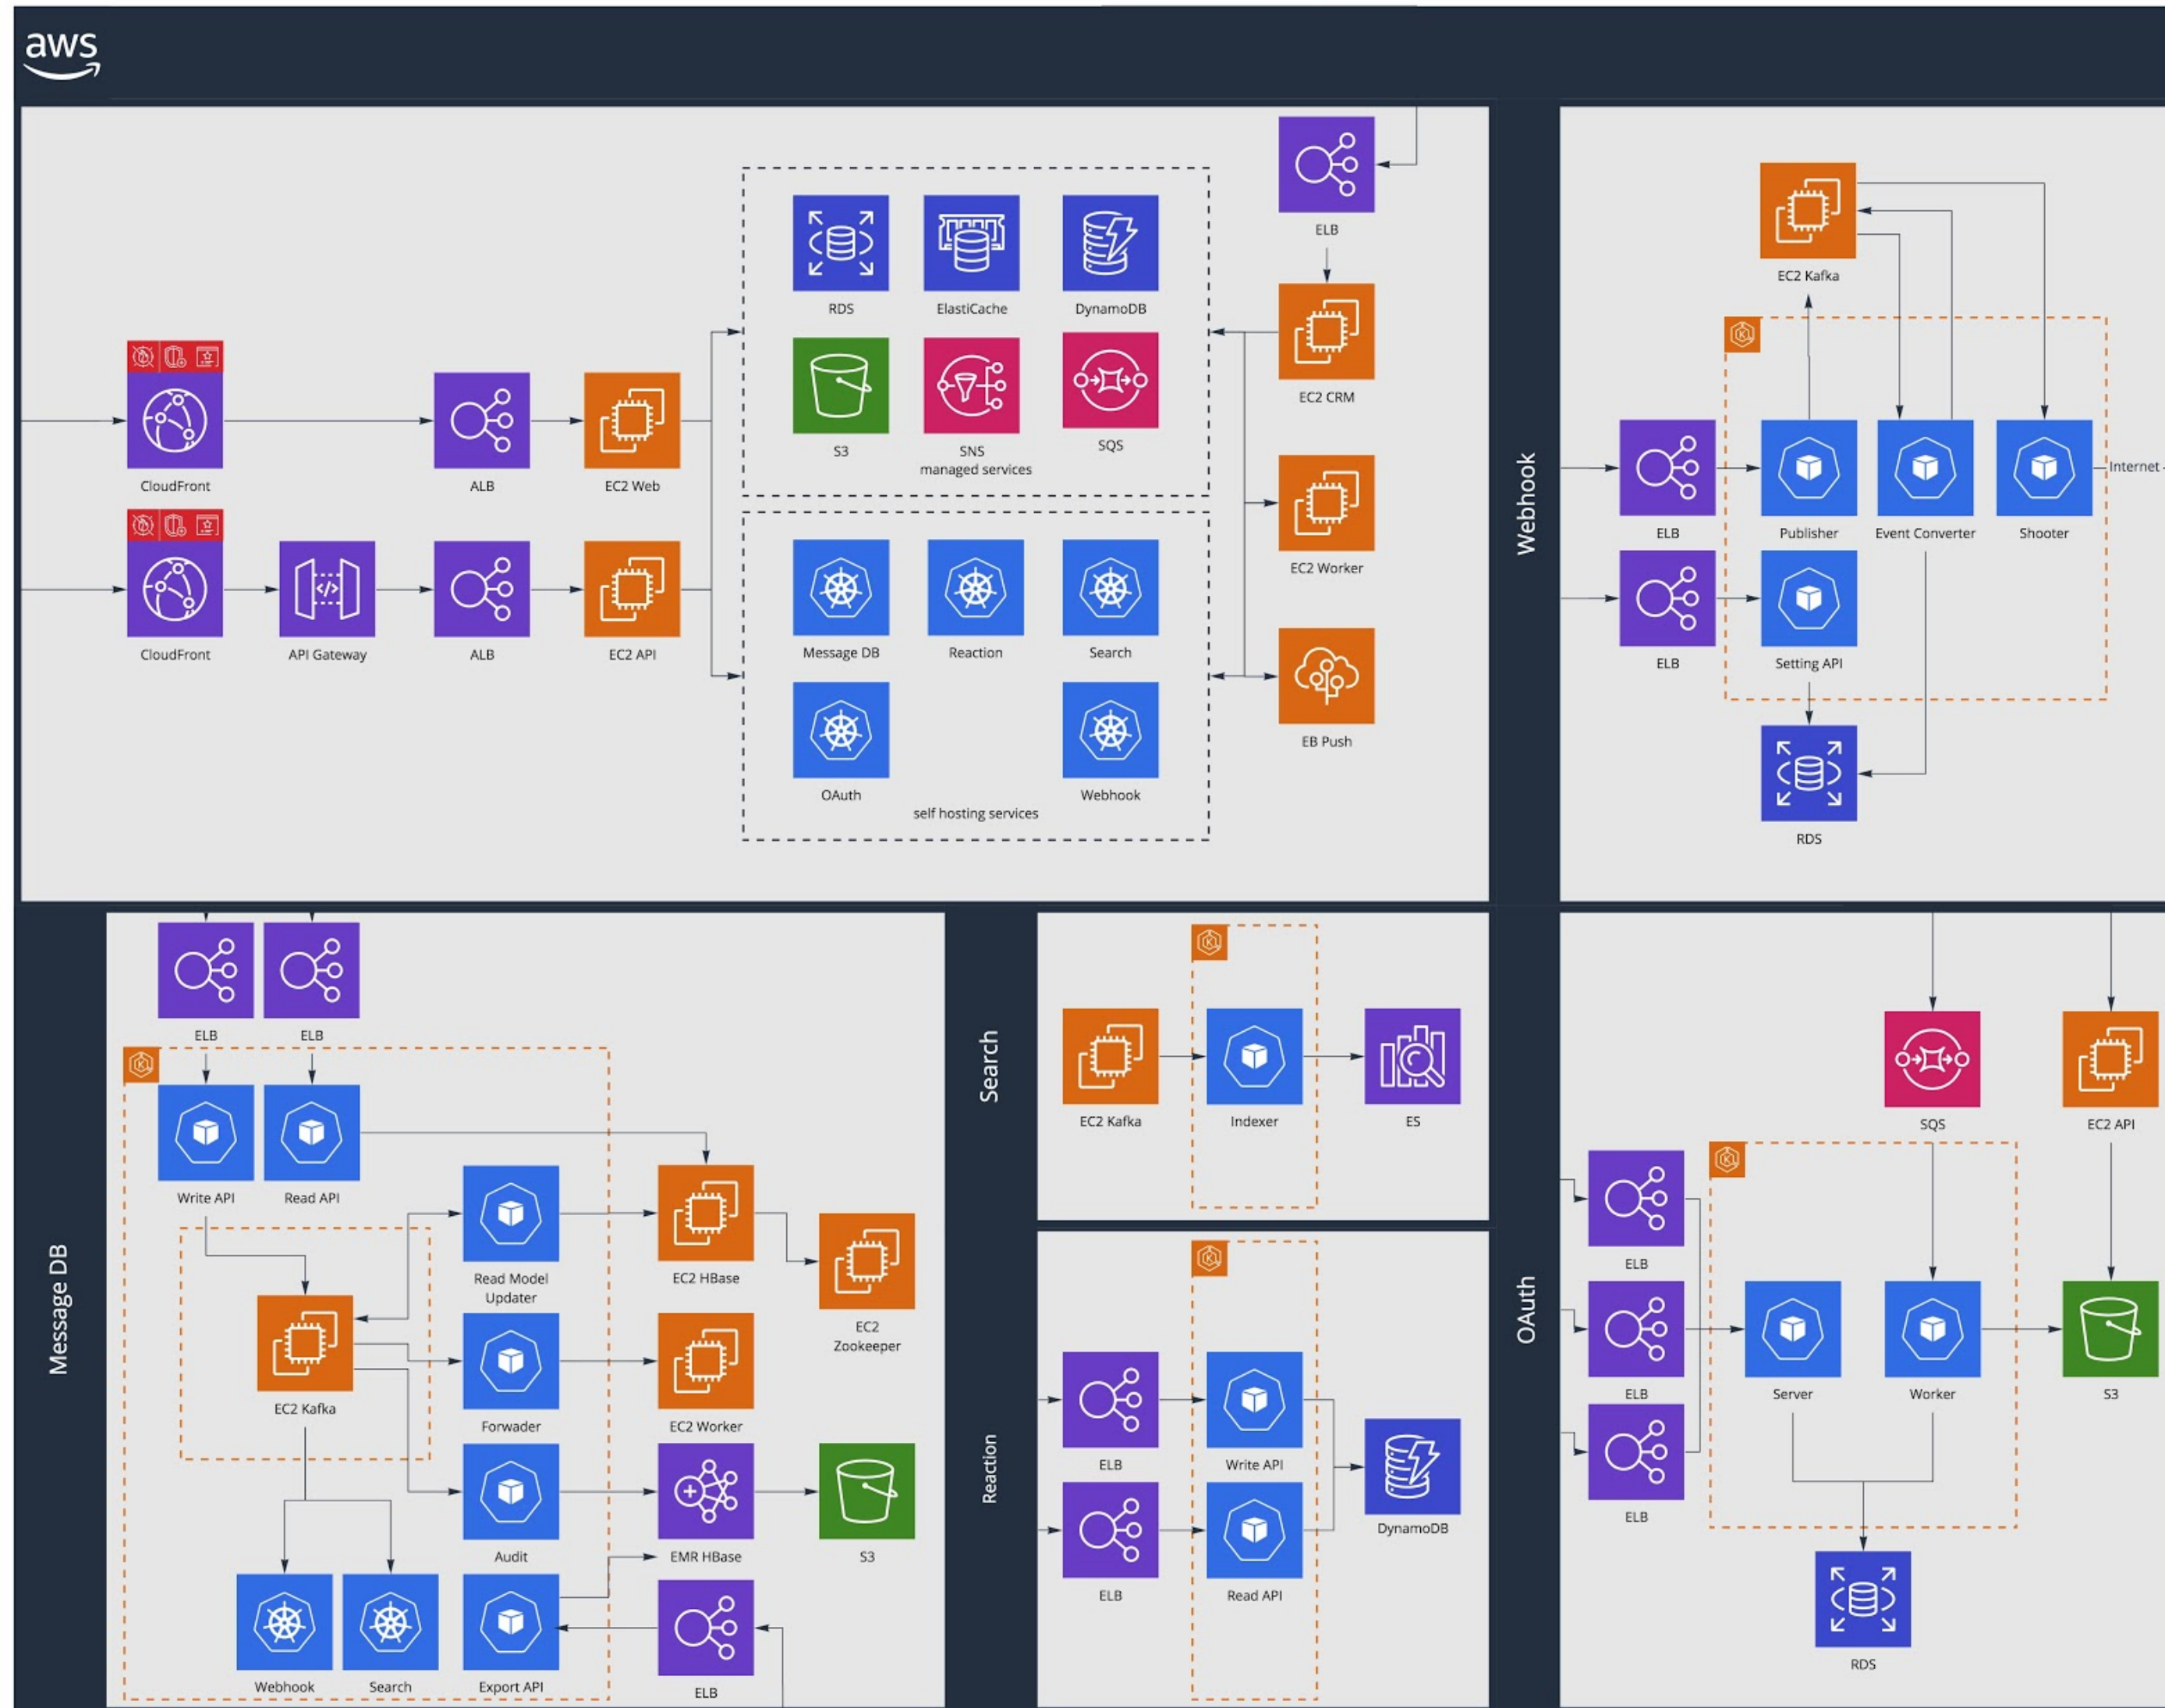 aws
ELB
RDS
ElastiCache
DynamoDB
EC2 CRM
S3
SNS
managed services
SQS
CloudFront
ALB
EC2 Web
EC2 Worker
Message DB
Reaction
Search
CloudFront
API Gateway
ALB
EC2 API
EB Push
OAuth
Webhook
self hosting services
Webhook
EC2 Kafka
Internet
ELB
Publisher
Event Converter
Shooter
ELB
Setting API
RDS
Message DB
ELB
ELB
Write API
Read API
Read Model
Updater
EC2 HBase
EC2
Zookeeper
EC2 Kafka
Forwader
EC2 Worker
Audit
EMR HBase
S3
Webhook
Search
Export API
ELB
Search
EC2 Kafka
Indexer
ES
Reaction
ELB
Write API
DynamoDB
ELB
Read API
OAuth
SQS
EC2 API
ELB
ELB
Server
Worker
S3
ELB
RDS